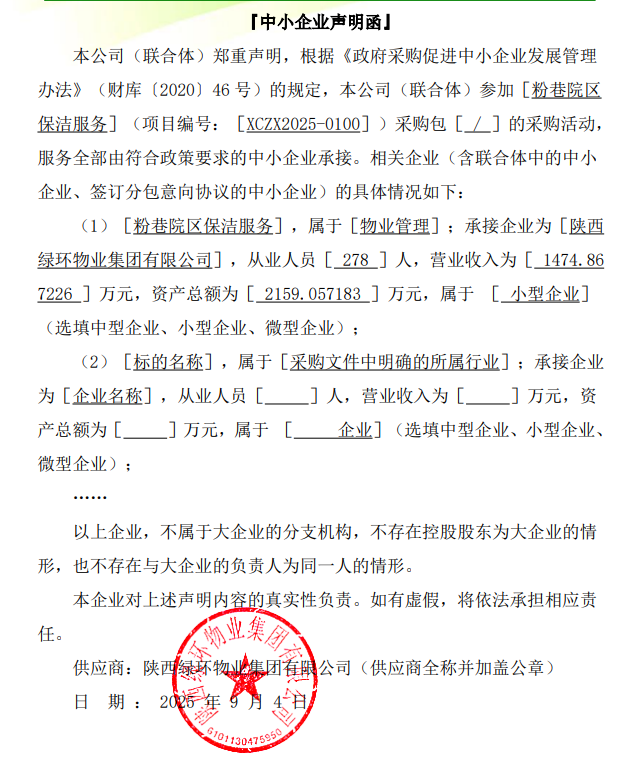 『中小企业声明函』
本公司（联合体）郑重声明，根据《政府采购促进中小企业发展管理
办法》（财库〔2020〕46 号）的规定，本公司（联合体）参加［粉巷院区
保洁服务］（项目编号：［XCZX2025-0100］）采购包［ / ］的采购活动，
服务全部由符合政策要求的中小企业承接。相关企业（含联合体中的中小
企业、签订分包意向协议的中小企业）的具体情况如下：
（1）［粉巷院区保洁服务］，属于［物业管理］；承接企业为［陕西
绿环物业集团有限公司］，从业人员［ 278 ］人，营业收入为［ 1474.86
7226 ］万元，资产总额为［ 2159.057183 ］万元，属于 ［ 小型企业］
（选填中型企业、小型企业、微型企业）；
（2）［标的名称］，属于［采购文件中明确的所属行业］；承接企业
为［企业名称］，从业人员［____］人，营业收入为［____］万元，资
产总额为［____］万元，属于 ［____企业］（选填中型企业、小型企业、
微型企业）；
……
以上企业，不属于大企业的分支机构，不存在控股股东为大企业的情
形，也不存在与大企业的负责人为同一人的情形。
本企业对上述声明内容的真实性负责。如有虚假，将依法承担相应责
任。
供应商：陕西绿环物业集团有限公司（供应商全称并加盖公章）
日 期：2025 年 9 月 4 日
陕西绿环物业集团有限公司
6101130475950